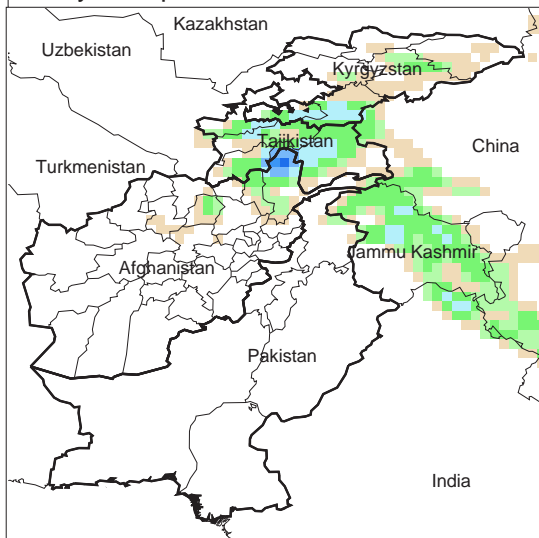 Kazakhstan
Uzbekistan
Kyrgyzstan
Tajikistan
China
Turkmenistan
Jammu Kashmir
Afghanistan
Pakistan
India